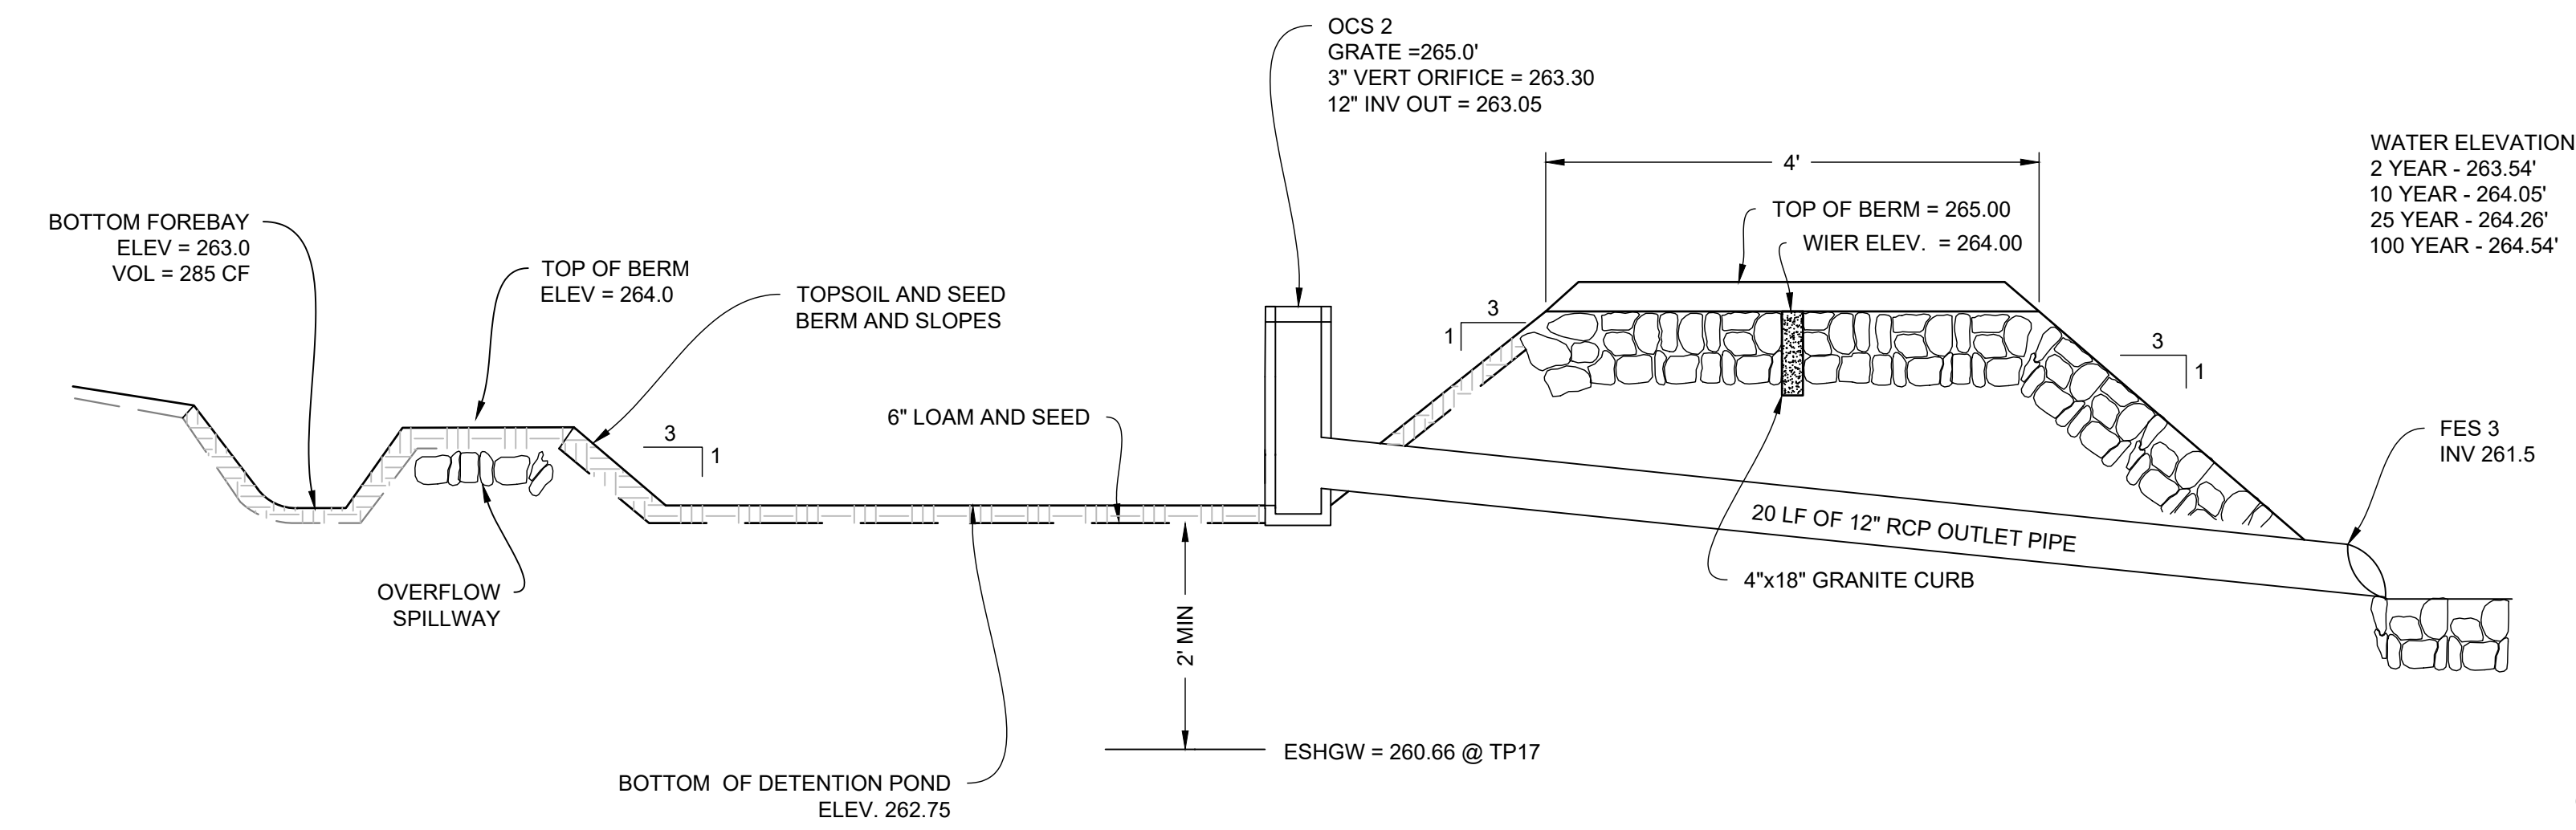 OCS 2
GRATE =265.0'
3" VERT ORIFICE = 263.30
12" INV OUT = 263.05
WATER ELEVATION
2 YEAR - 263.54'
10 YEAR - 264.05'
25 YEAR - 264.26'
100 YEAR - 264.54'
4'
TOP OF BERM = 265.00
WIER ELEV. = 264.00
BOTTOM FOREBAY
ELEV = 263.0
VOL = 285 CF
TOP OF BERM
ELEV = 264.0
TOPSOIL AND SEED
BERM AND SLOPES
3
1
3
1
6" LOAM AND SEED
3
1
FES 3
INV 261.5
20 LF OF 12" RCP OUTLET PIPE
4"x18" GRANITE CURB
OVERFLOW
SPILLWAY
2' MIN
ESHGW = 260.66 @ TP17
BOTTOM OF DETENTION POND
ELEV. 262.75